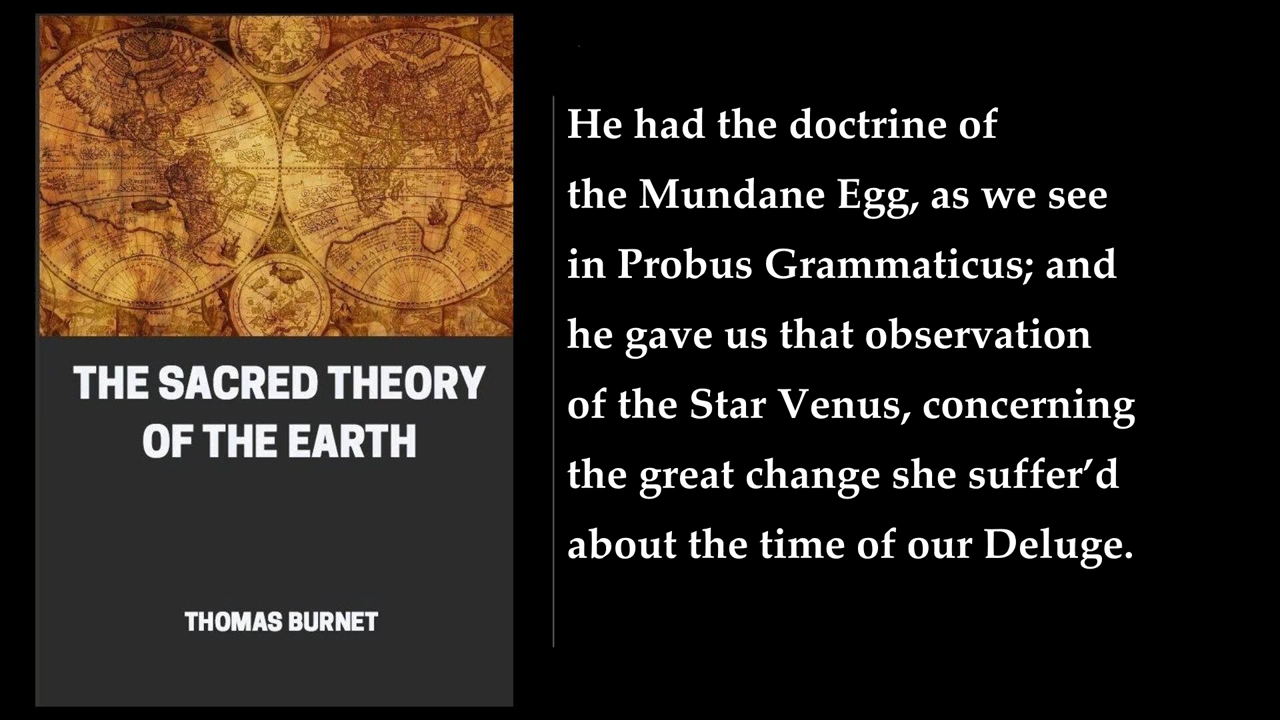 THE SACRED THEORY
OF THE EARTH
THOMAS BURNET
He had the doctrine of
the Mundane Egg, as we see
in Probus Grammaticus; and
he gave us that observation
of the Star Venus, concerning
the great change she suffer’d
about the time of our Deluge.